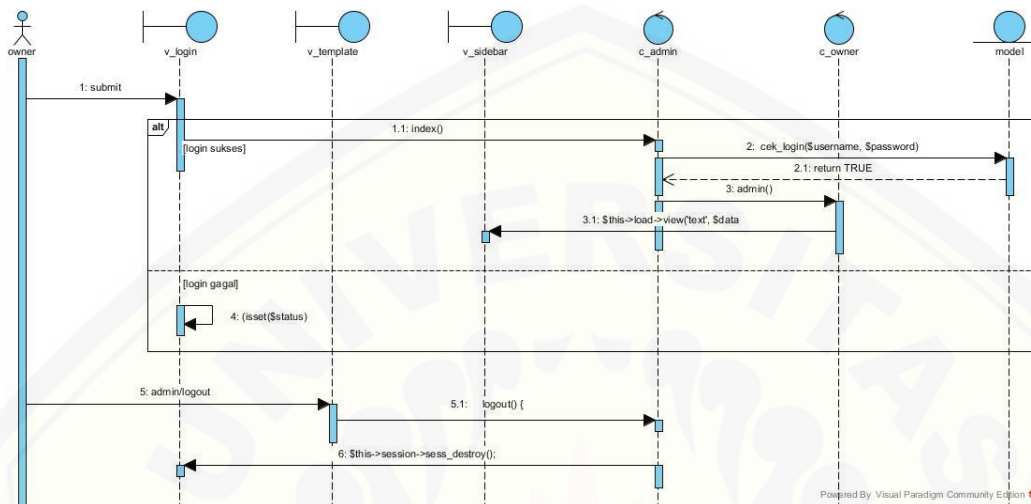 owner
v_login
v_template
v_sidebar
c_admin
c_owner
model
1: submit
alt
1.1: index()
[login sukses]
2: cek_login($username, $password)
2.1: return TRUE
3: admin()
3.1: $this->load->view('text', $data
[login gagal]
4: (isset($status)
5: admin/logout
5.1: logout() {
6: $this->session->sess_destroy();
UNIVERSITAS
Powered By Visual Paradigm Community Edition